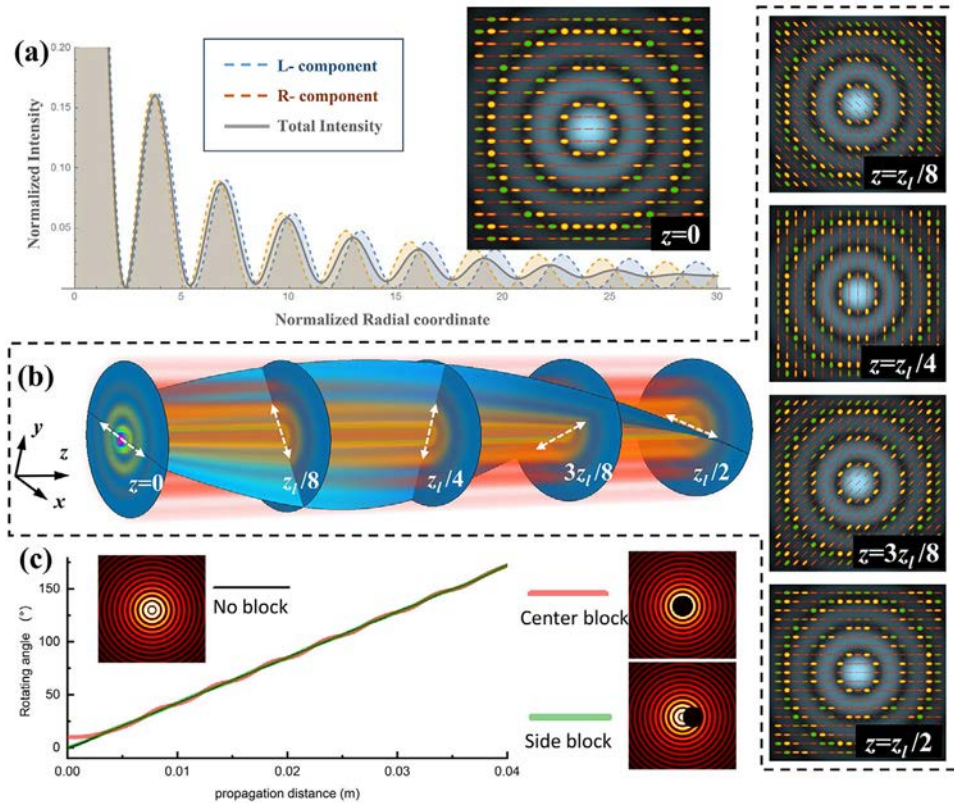 (a)
0.20
0.15
0.10
0.05
Normalized Intensity
L- component
R- component
Total Intensity
0
5
10
15
20
25
30
Normalized Radial coordinate
z=0
z=z_l/8
z=z_l/4
z=3z_l/8
z=z_l/2
(b)
y
z
x
z=0
z_l/8
z_l/4
3z_l/8
z_l/2
(c)
150
100
50
0
Rotating angle (°)
No block
Center block
Side block
0.00
0.01
0.02
0.03
0.04
propagation distance (m)